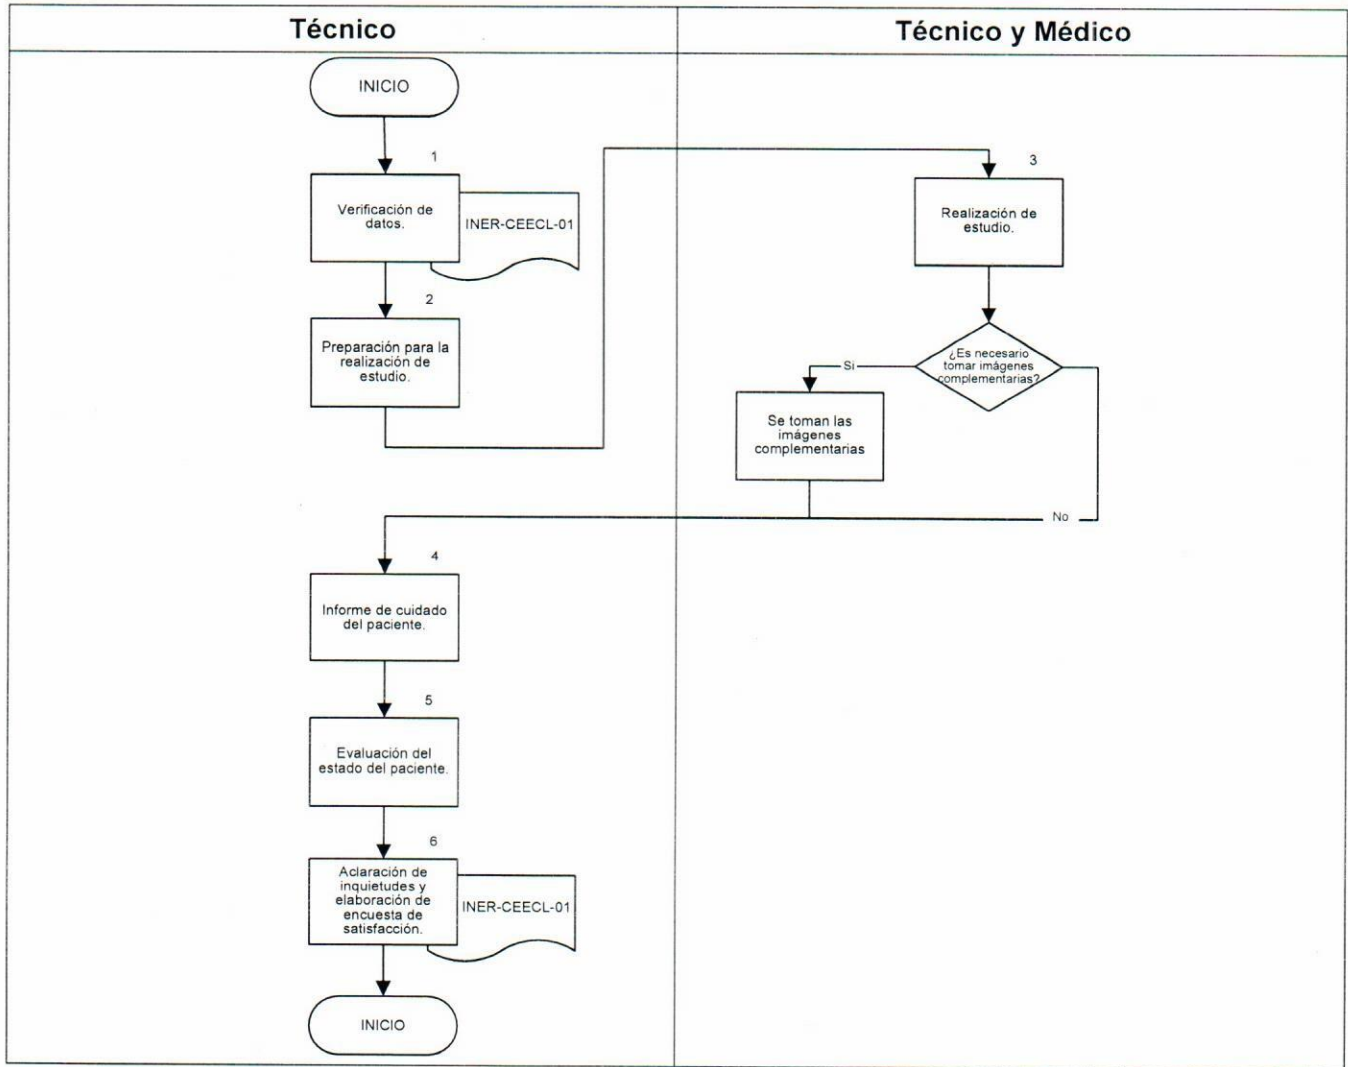 Técnico
Técnico y Médico
INICIO
1
Verificación de
datos.
INER-CEECL-01
2
Preparación para la
realización de
estudio.
3
Realización de
estudio.
¿Es necesario
tomar imágenes
complementarias?
Si
No
Se toman las
imágenes
complementarias
4
Informe de cuidado
del paciente.
5
Evaluación del
estado del paciente.
6
Aclaración de
inquietudes y
elaboración de
encuesta de
satisfacción.
INER-CEECL-01
INICIO